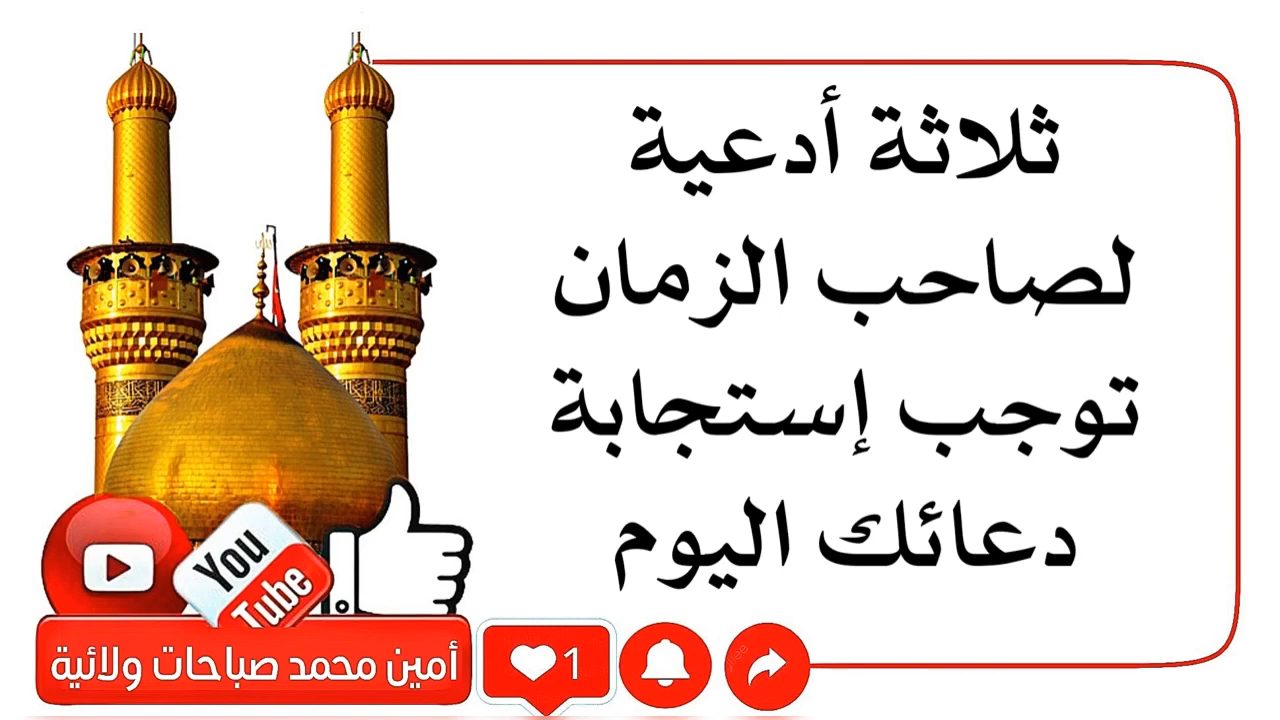 ثلاثة أدعية
لصاحب الزمان
توجب إستجابة
دعائك اليوم
You
Tube
أمين محمد صباحات ولائية
1